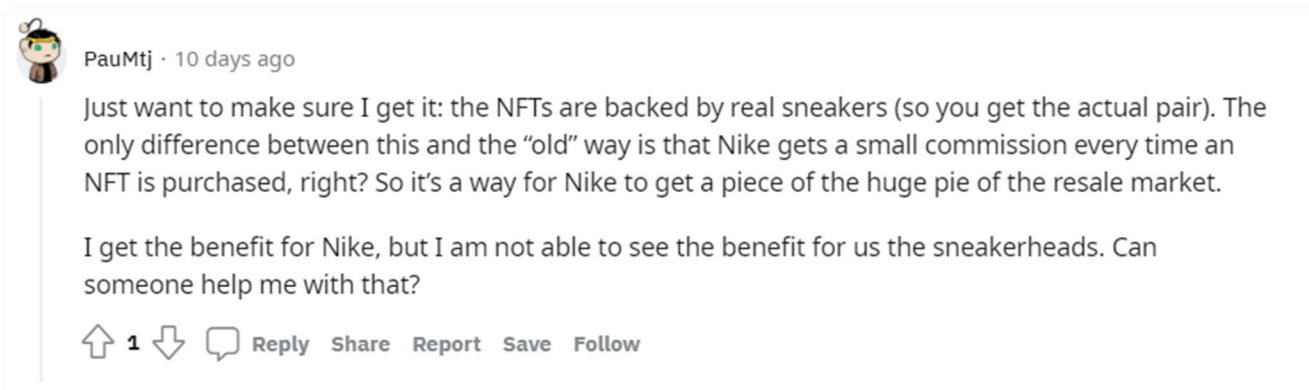 PauMtj · 10 days ago
Just want to make sure I get it: the NFTs are backed by real sneakers (so you get the actual pair). The
only difference between this and the “old” way is that Nike gets a small commission every time an
NFT is purchased, right? So it’s a way for Nike to get a piece of the huge pie of the resale market.
I get the benefit for Nike, but I am not able to see the benefit for us the sneakerheads. Can
someone help me with that?
1 Reply Share Report Save Follow